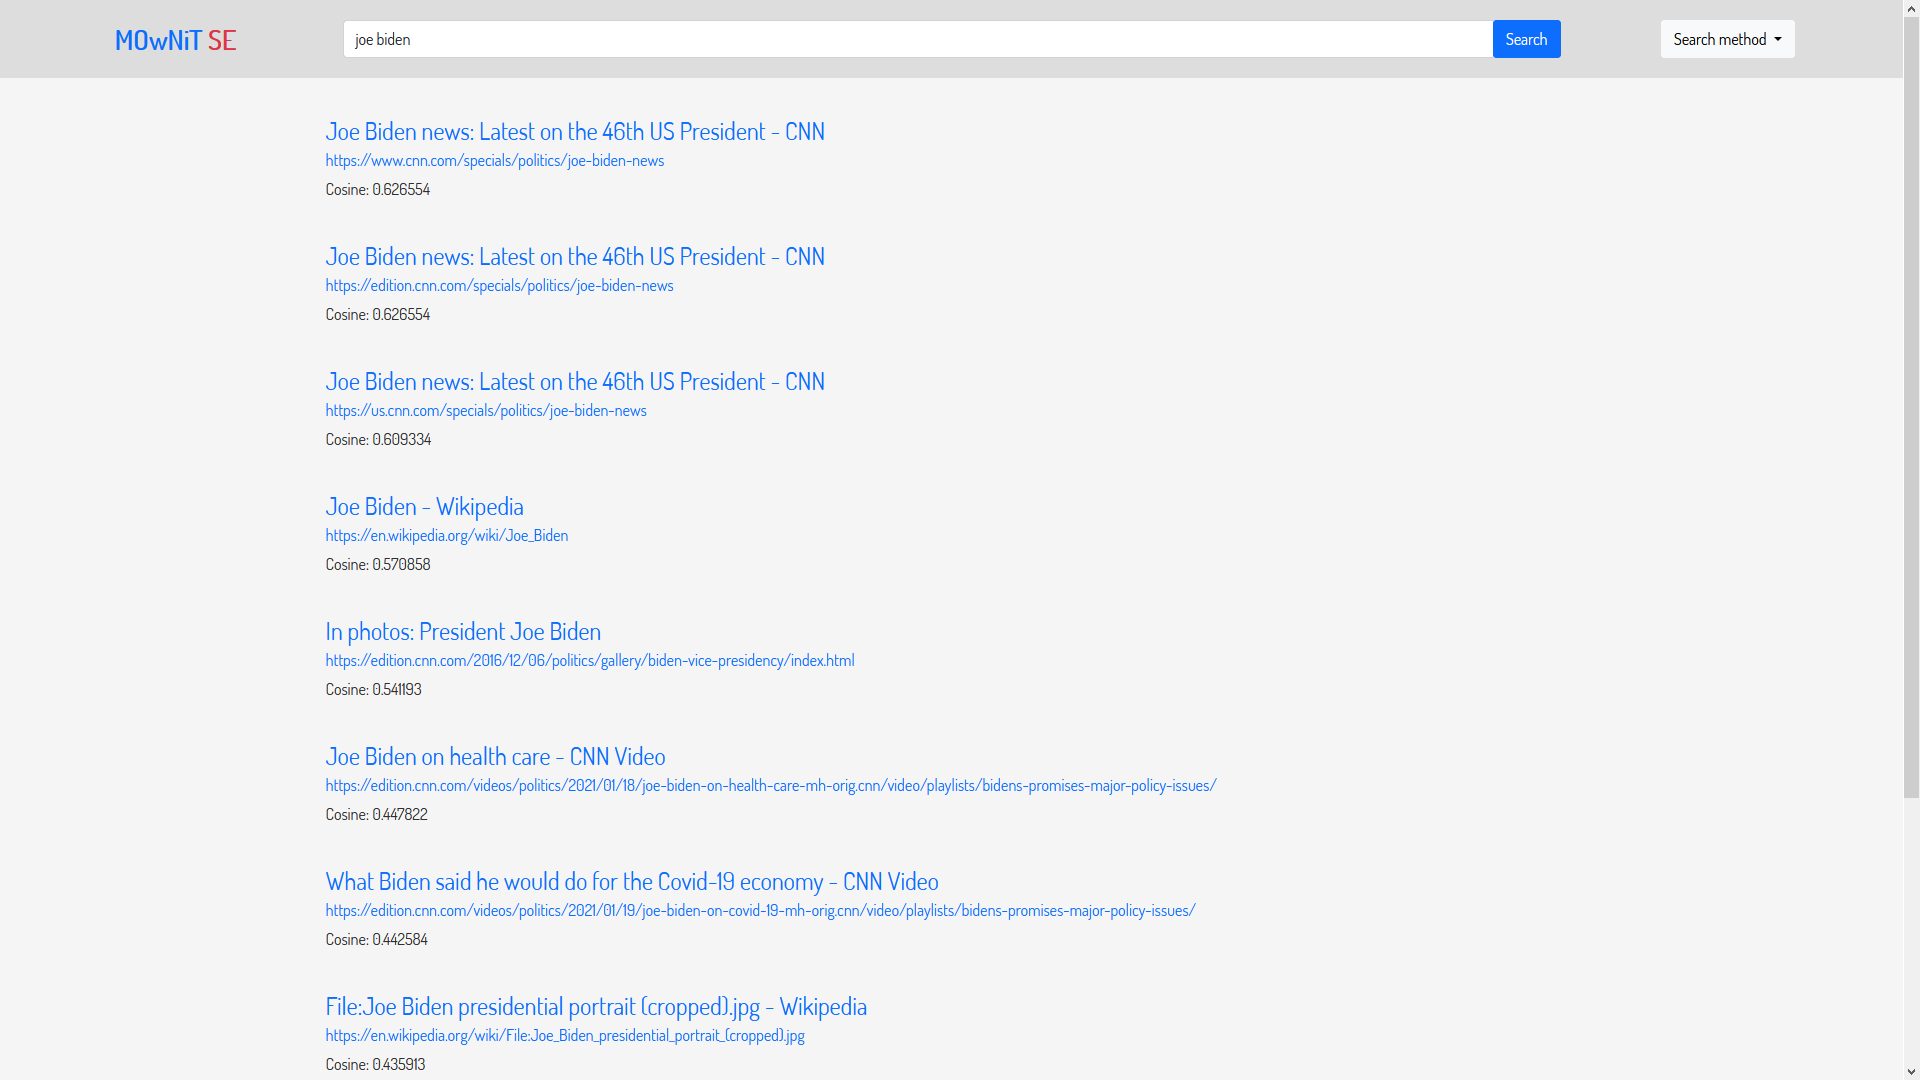 MOwNiT SE
joe biden
Search
Search method
Joe Biden news: Latest on the 46th US President - CNN
https://www.cnn.com/specials/politics/joe-biden-news
Cosine: 0.626554
Joe Biden news: Latest on the 46th US President - CNN
https://edition.cnn.com/specials/politics/joe-biden-news
Cosine: 0.626554
Joe Biden news: Latest on the 46th US President - CNN
https://us.cnn.com/specials/politics/joe-biden-news
Cosine: 0.609334
Joe Biden - Wikipedia
https://en.wikipedia.org/wiki/Joe_Biden
Cosine: 0.570858
In photos: President Joe Biden
https://edition.cnn.com/2016/12/06/politics/gallery/biden-vice-presidency/index.html
Cosine: 0.541193
Joe Biden on health care - CNN Video
https://edition.cnn.com/videos/politics/2021/01/18/joe-biden-on-health-care-mh-orig.cnn/video/playlists/bidens-promises-major-policy-issues/
Cosine: 0.447822
What Biden said he would do for the Covid-19 economy - CNN Video
https://edition.cnn.com/videos/politics/2021/01/19/joe-biden-on-covid-19-mh-orig.cnn/video/playlists/bidens-promises-major-policy-issues/
Cosine: 0.442584
File:Joe Biden presidential portrait (cropped).jpg - Wikipedia
https://en.wikipedia.org/wiki/File:Joe_Biden_presidential_portrait_(cropped).jpg
Cosine: 0.435913